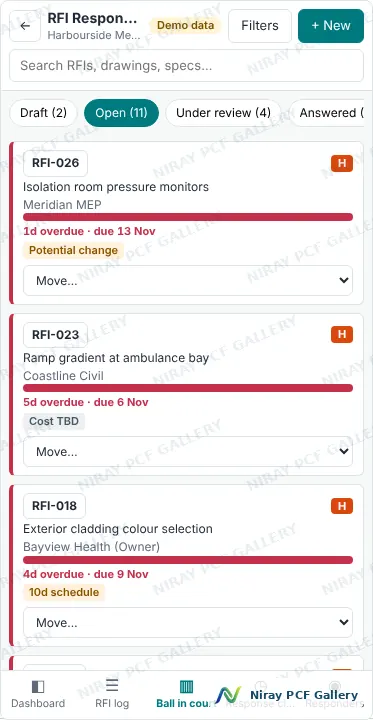 ←
RFI Respon...
Harbourside Me...
Demo data
Filters
+ New
Search RFIs, drawings, specs...
Draft (2)
Open (11)
Under review (4)
Answered (
RFI-026
H
Isolation room pressure monitors
Meridian MEP
1d overdue · due 13 Nov
Potential change
Move...
RFI-023
H
Ramp gradient at ambulance bay
Coastline Civil
5d overdue · due 6 Nov
Cost TBD
Move...
RFI-018
H
Exterior cladding colour selection
Bayview Health (Owner)
4d overdue · due 9 Nov
10d schedule
Move...
Dashboard
RFI log
Ball in cou...
Niray PCF Gallery
NIRAY PCF GALLERY